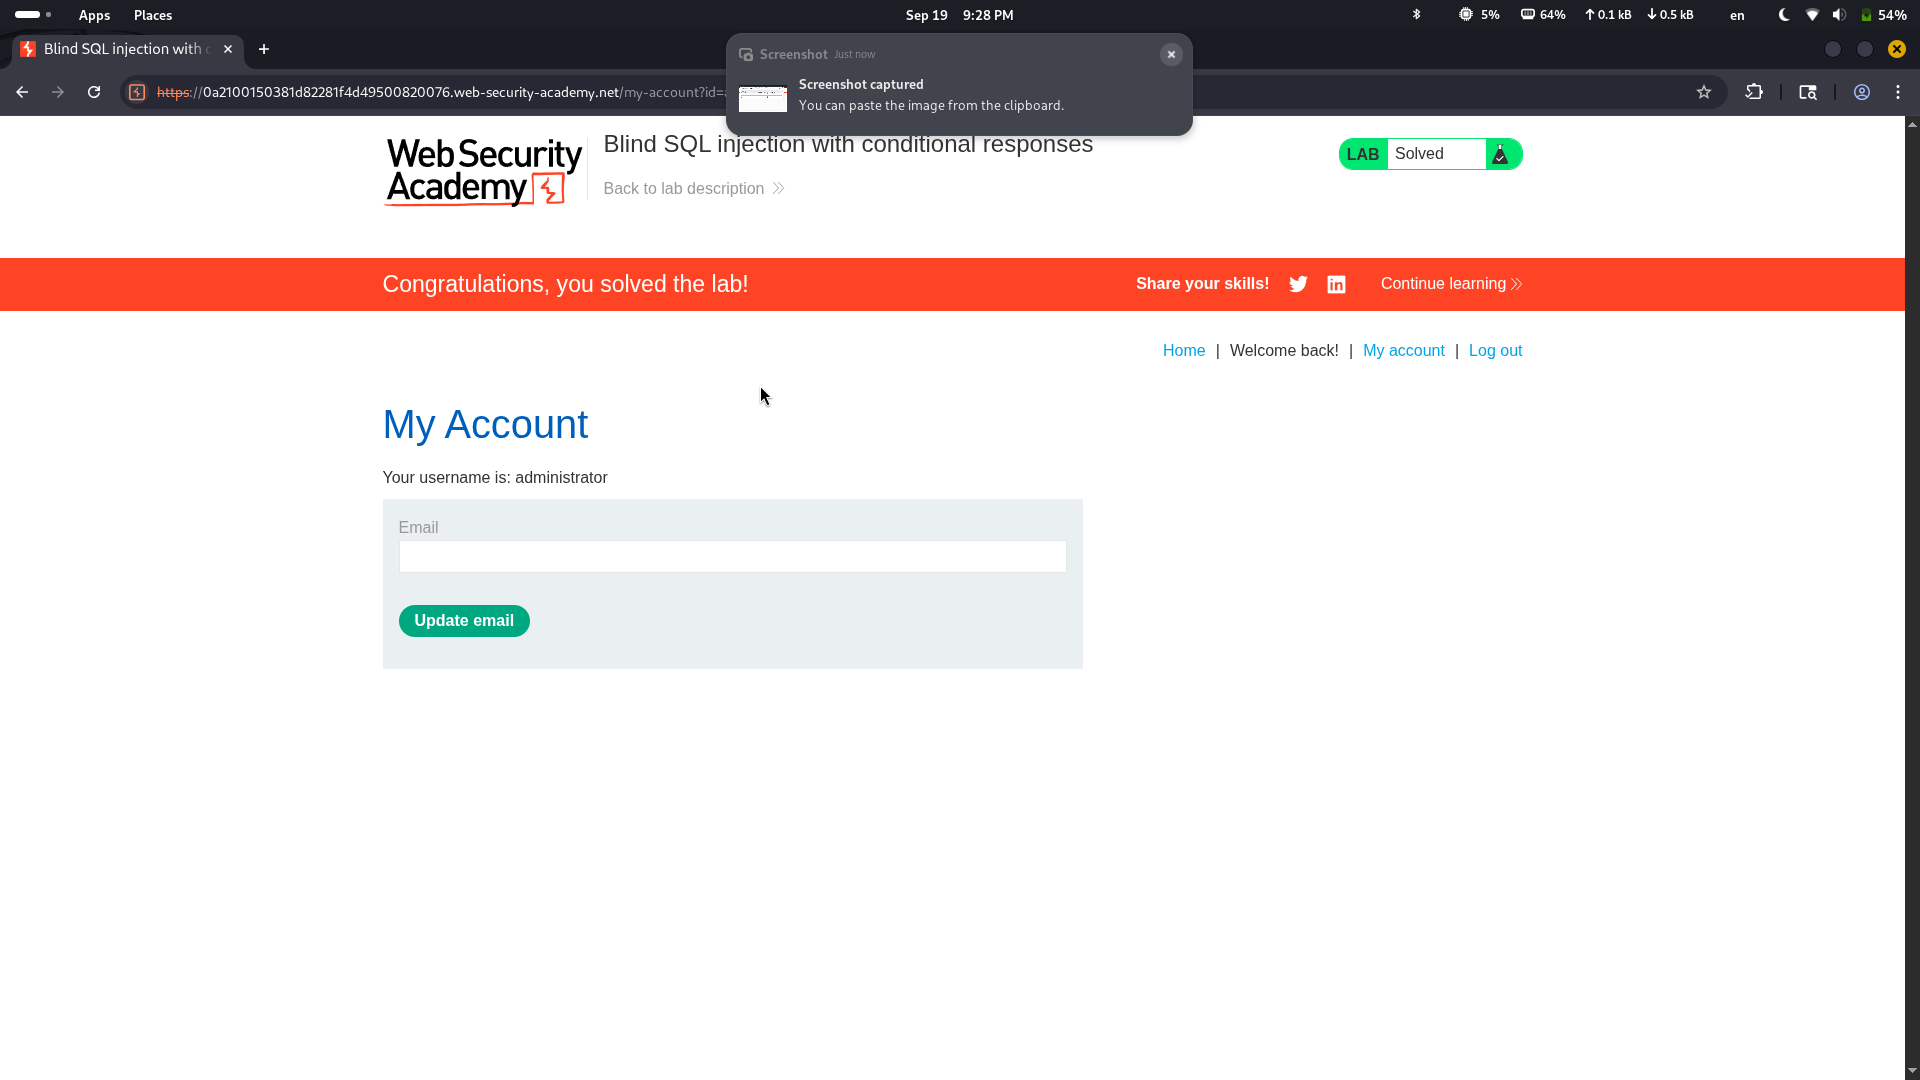 Apps Places Sep 19 9:28 PM 5% 64% 0.1 kB 0.5 kB en 54%
Blind SQL injection with
Screenshot Just now
Screenshot captured
You can paste the image from the clipboard.
https://0a2100150381d82281f4d49500820076.web-security-academy.net/my-account?id=
Web Security
Academy
Blind SQL injection with conditional responses
Back to lab description
LAB Solved
Congratulations, you solved the lab!
Share your skills! in Continue learning
Home | Welcome back! | My account | Log out
My Account
Your username is: administrator
Email
Update email